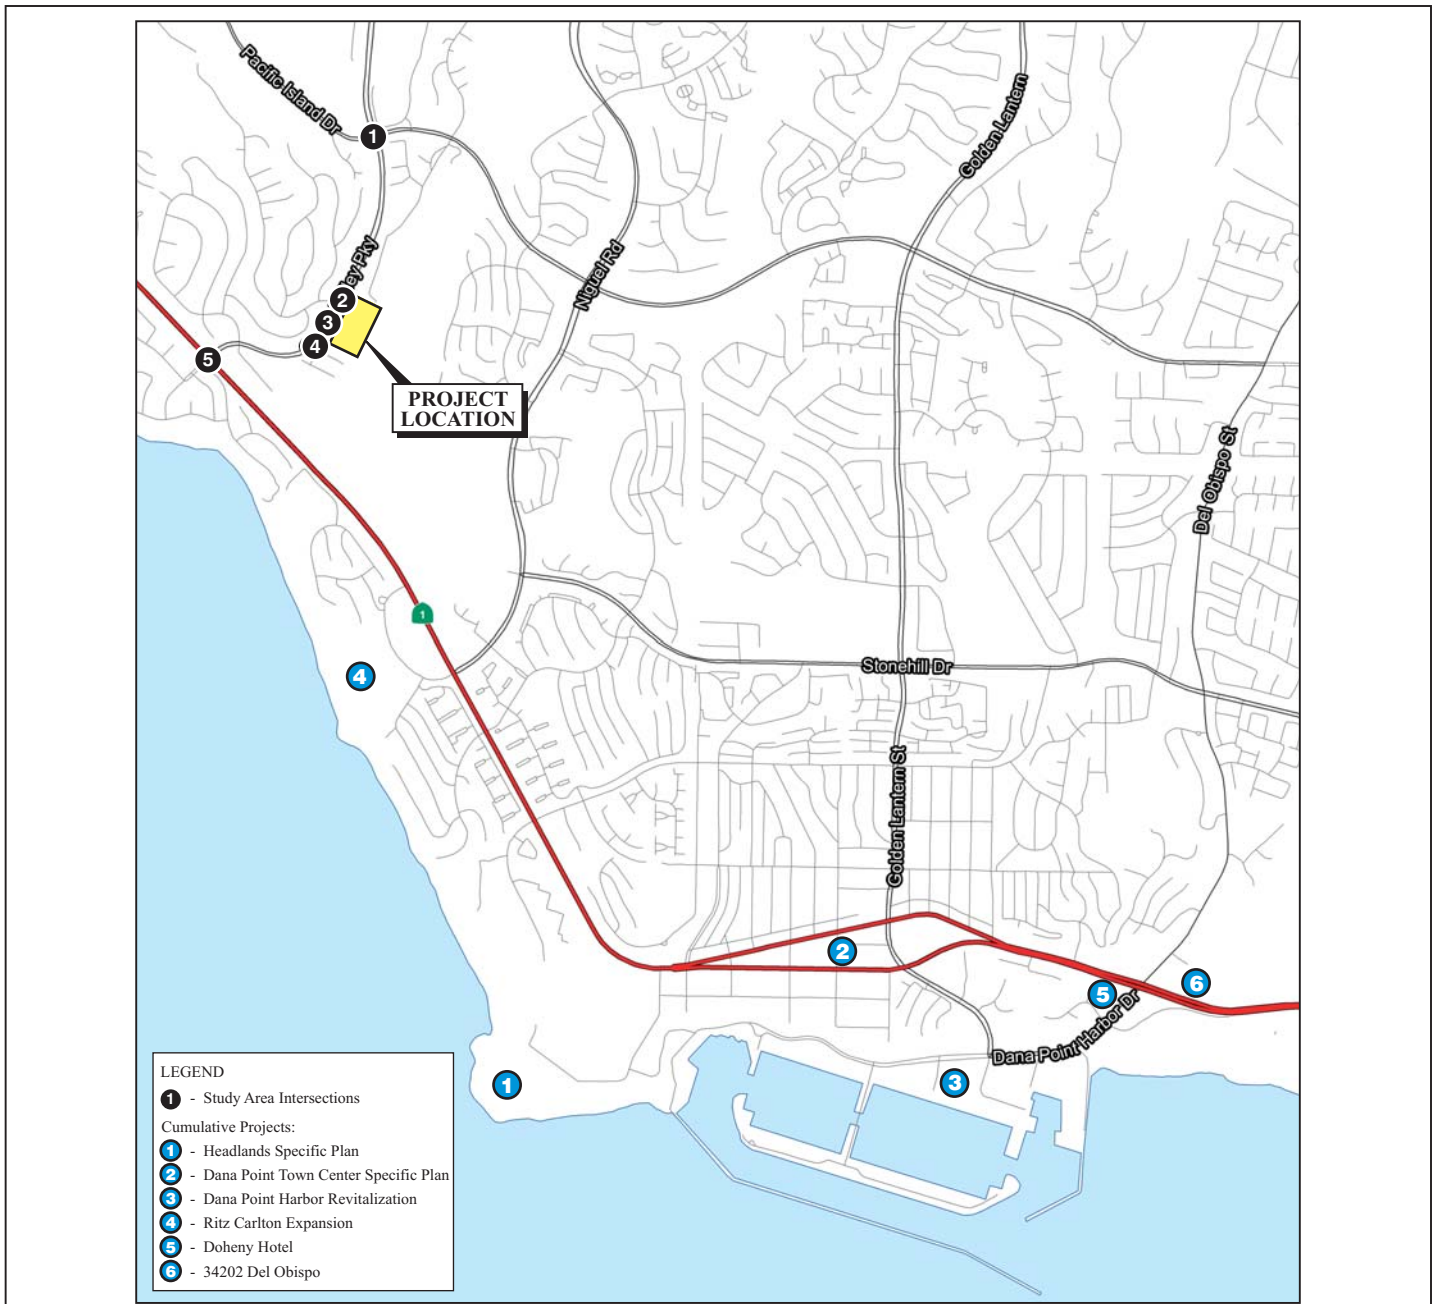 Pacific Island Dr
1
Golden Lantern
ley Pky
Niguel Rd
2
3
4
5
PROJECT
LOCATION
Del Obispo St
1
4
Stonehill Dr
Golden Lantern St
2
5
6
Dana Point Harbor Dr
1
3
LEGEND
1 - Study Area Intersections
Cumulative Projects:
1 - Headlands Specific Plan
2 - Dana Point Town Center Specific Plan
3 - Dana Point Harbor Revitalization
4 - Ritz Carlton Expansion
5 - Doheny Hotel
6 - 34202 Del Obispo